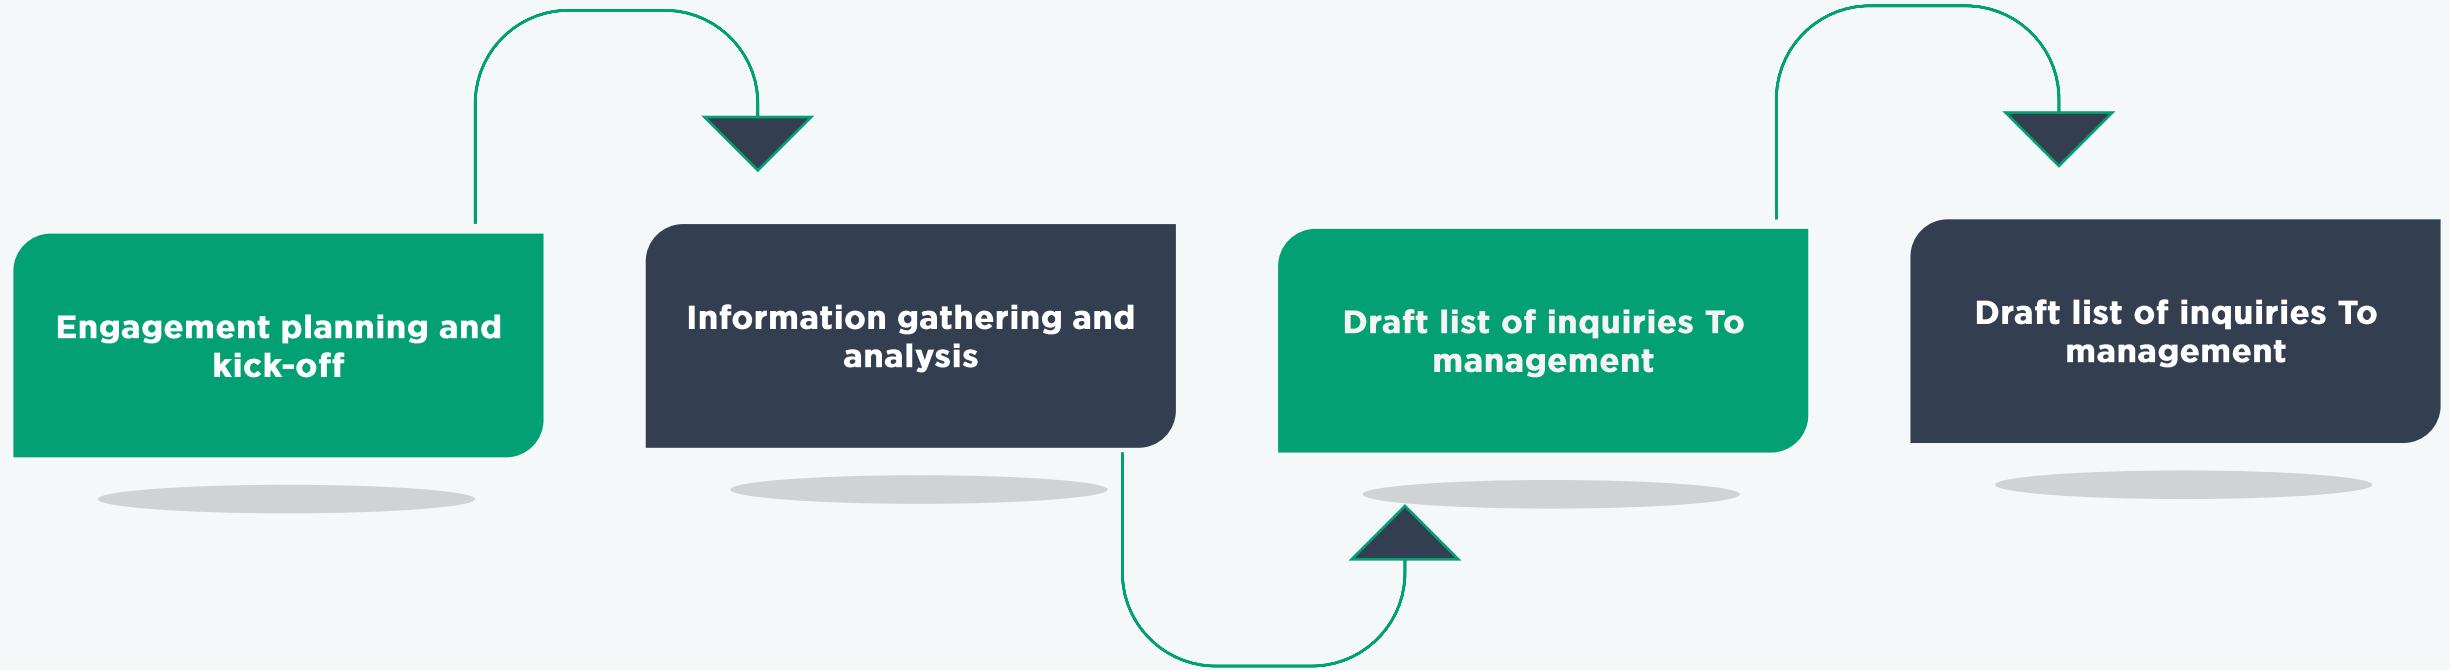 Engagement planning and
kick-off
Information gathering and
analysis
Draft list of inquiries To
management
Draft list of inquiries To
management